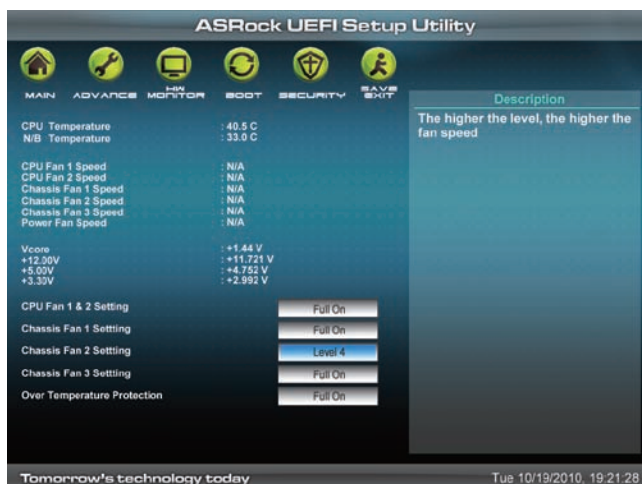 ASRock UEFI Setup Utility
MAIN ADVANCE HW MONITOR BOOT SECURITY SAVE EXIT
Description
The higher the level, the higher the
fan speed
CPU Temperature : 40.5 C
N/B Temperature : 33.0 C
CPU Fan 1 Speed : N/A
CPU Fan 2 Speed : N/A
Chassis Fan 1 Speed : N/A
Chassis Fan 2 Speed : N/A
Chassis Fan 3 Speed : N/A
Power Fan Speed : N/A
Vcore : +1.44 V
+12.00V : +11.721 V
+5.00V : +4.752 V
+3.30V : +2.992 V
CPU Fan 1 & 2 Setting Full On
Chassis Fan 1 Settting Full On
Chassis Fan 2 Settting Level 4
Chassis Fan 3 Settting Full On
Over Temperature Protection Full On
Tomorrow's technology today Tue 10/19/2010, 19:21:28